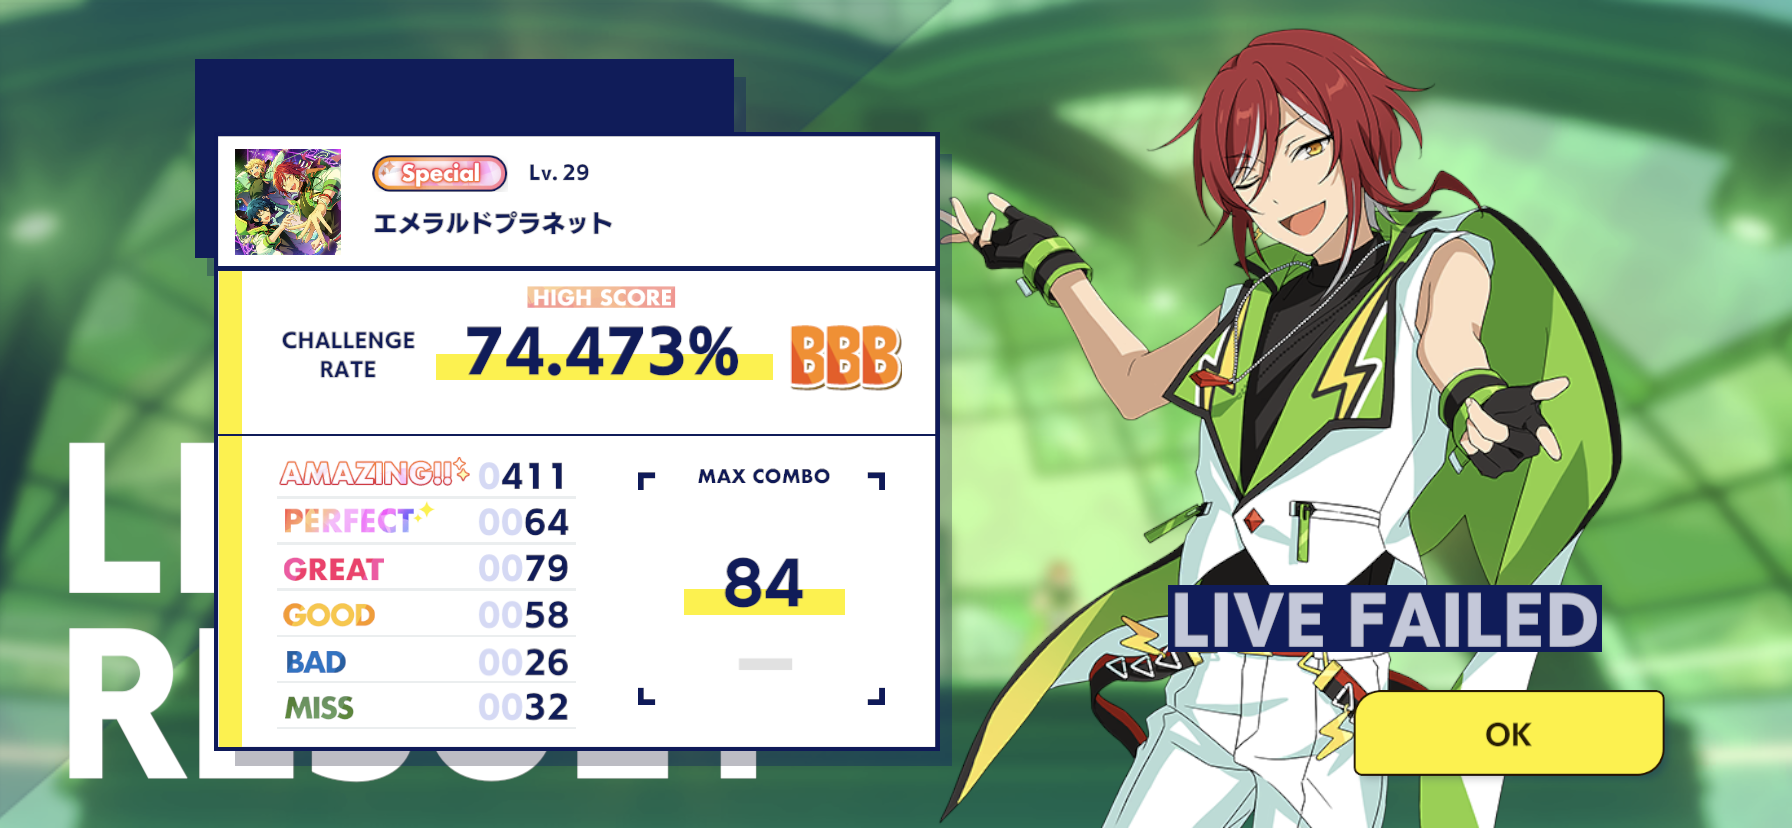 Special Lv. 29
エメラルドプラネット
HIGH SCORE
CHALLENGE RATE 74.473% BBB
AMAZING!! 0411
PERFECT 0064
GREAT 0079
GOOD 0058
BAD 0026
MISS 0032
MAX COMBO
84
LIVE FAILED
OK